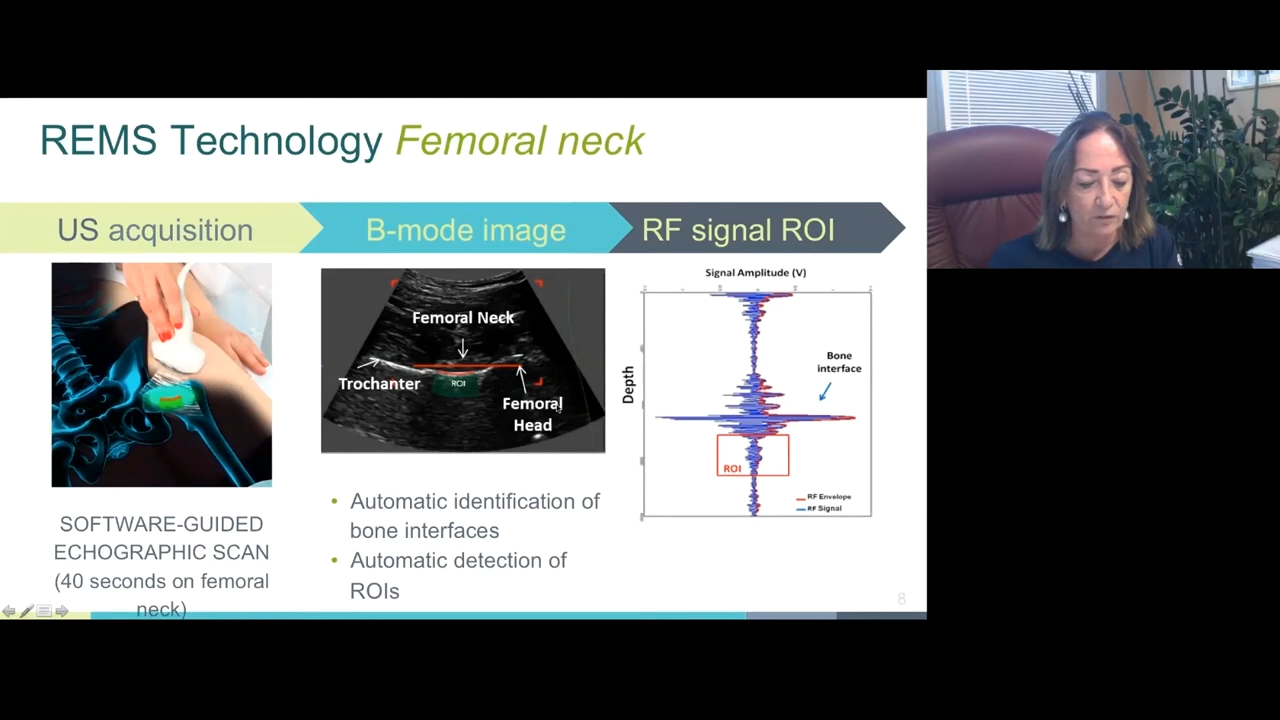 REMS Technology Femoral neck
US acquisition
B-mode image
RF signal ROI
Femoral Neck
Trochanter
ROI
Femoral
Head
Signal Amplitude (V)
Depth
Bone
interface
ROI
RF Envelope
RF Signal
SOFTWARE-GUIDED
ECHOGRAPHIC SCAN
(40 seconds on femoral
neck)
• Automatic identification of
bone interfaces
• Automatic detection of
ROIs
8